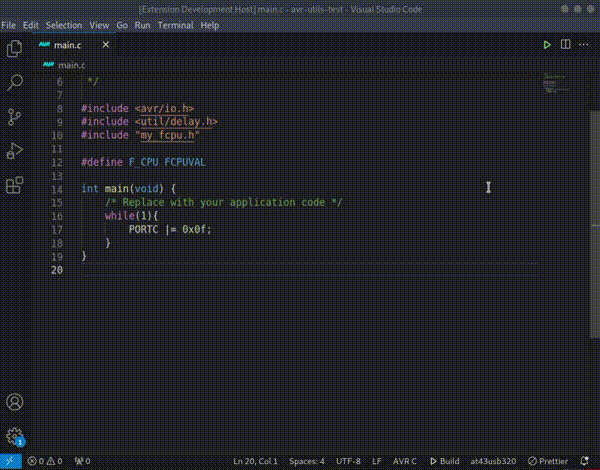 [Extension Development Host] main.c - avr-utils-test - Visual Studio Code
File Edit Selection View Go Run Terminal Help
AVR main.c
AVR main.c
6 */
7
8 #include <avr/io.h>
9 #include <util/delay.h>
10 #include "my_fcpu.h"
11
12 #define F_CPU FCPUVAL
13
14 int main(void) {
15 /* Replace with your application code */
16 while(1){
17 PORTC |= 0x0f;
18 }
19 }
20
1
0 0 0 Ln 20, Col 1 Spaces: 4 UTF-8 LF AVR C Build at43usb320 Prettier